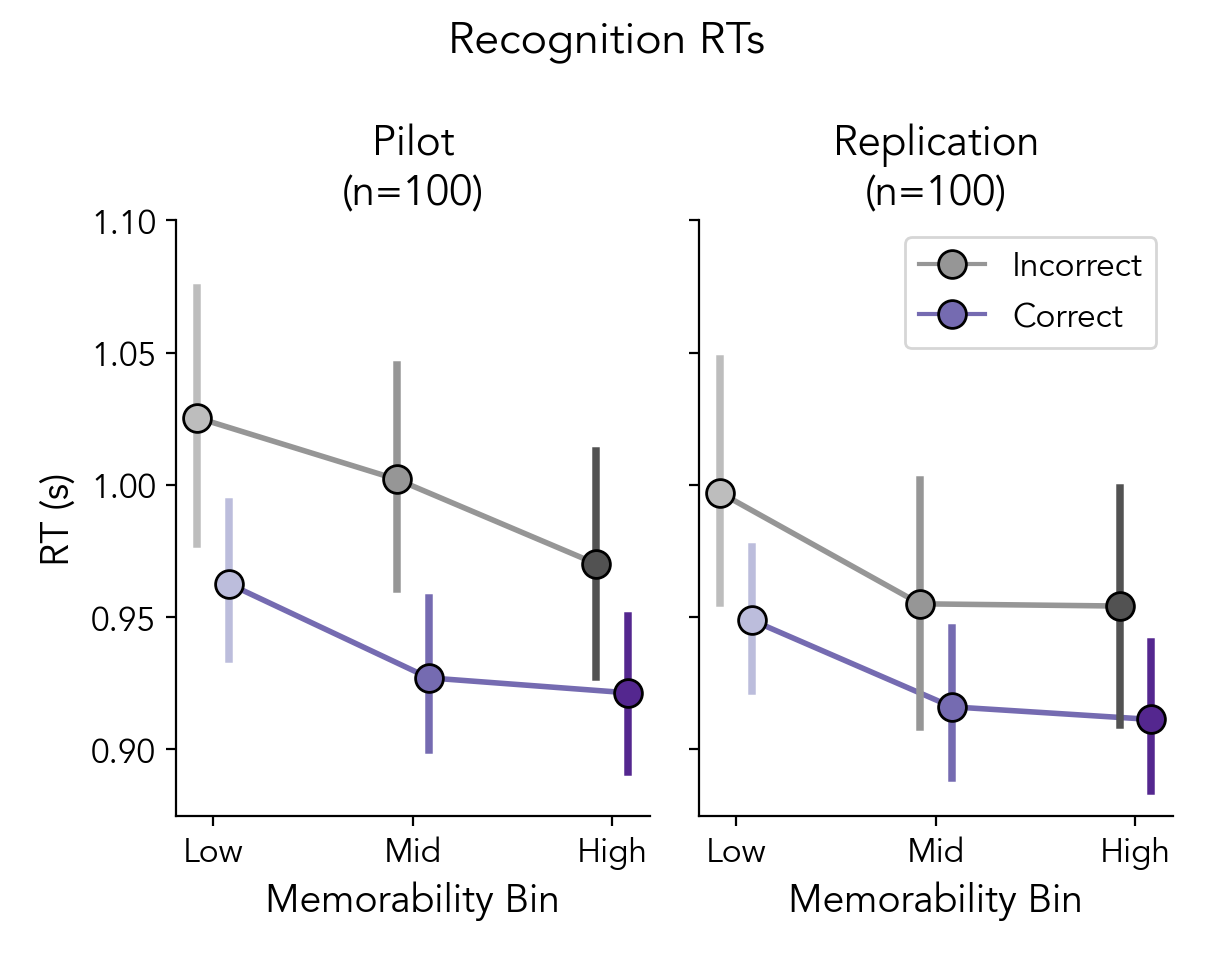 Recognition RTs
Pilot
(n=100)
Replication
(n=100)
1.10
1.05
1.00
0.95
0.90
RT (s)
Incorrect
Correct
Low Mid High
Low Mid High
Memorability Bin
Memorability Bin